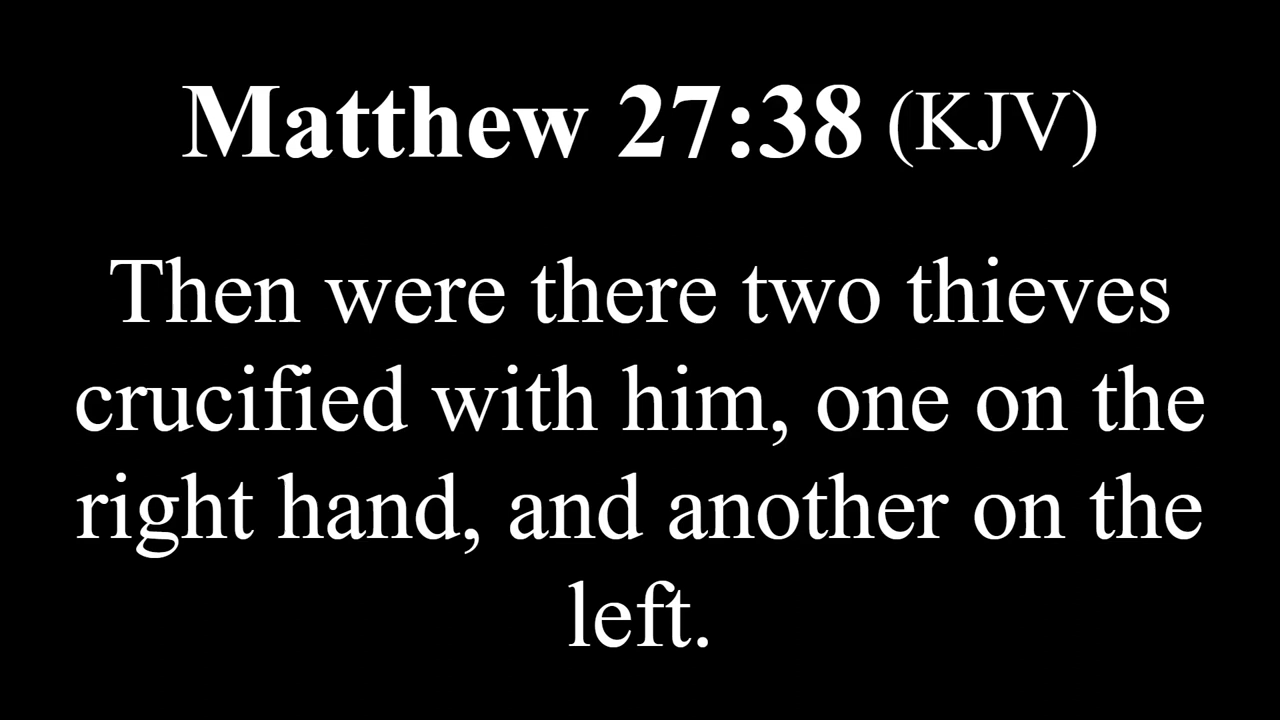 Matthew 27:38 (KJV)
Then were there two thieves
crucified with him, one on the
right hand, and another on the
left.